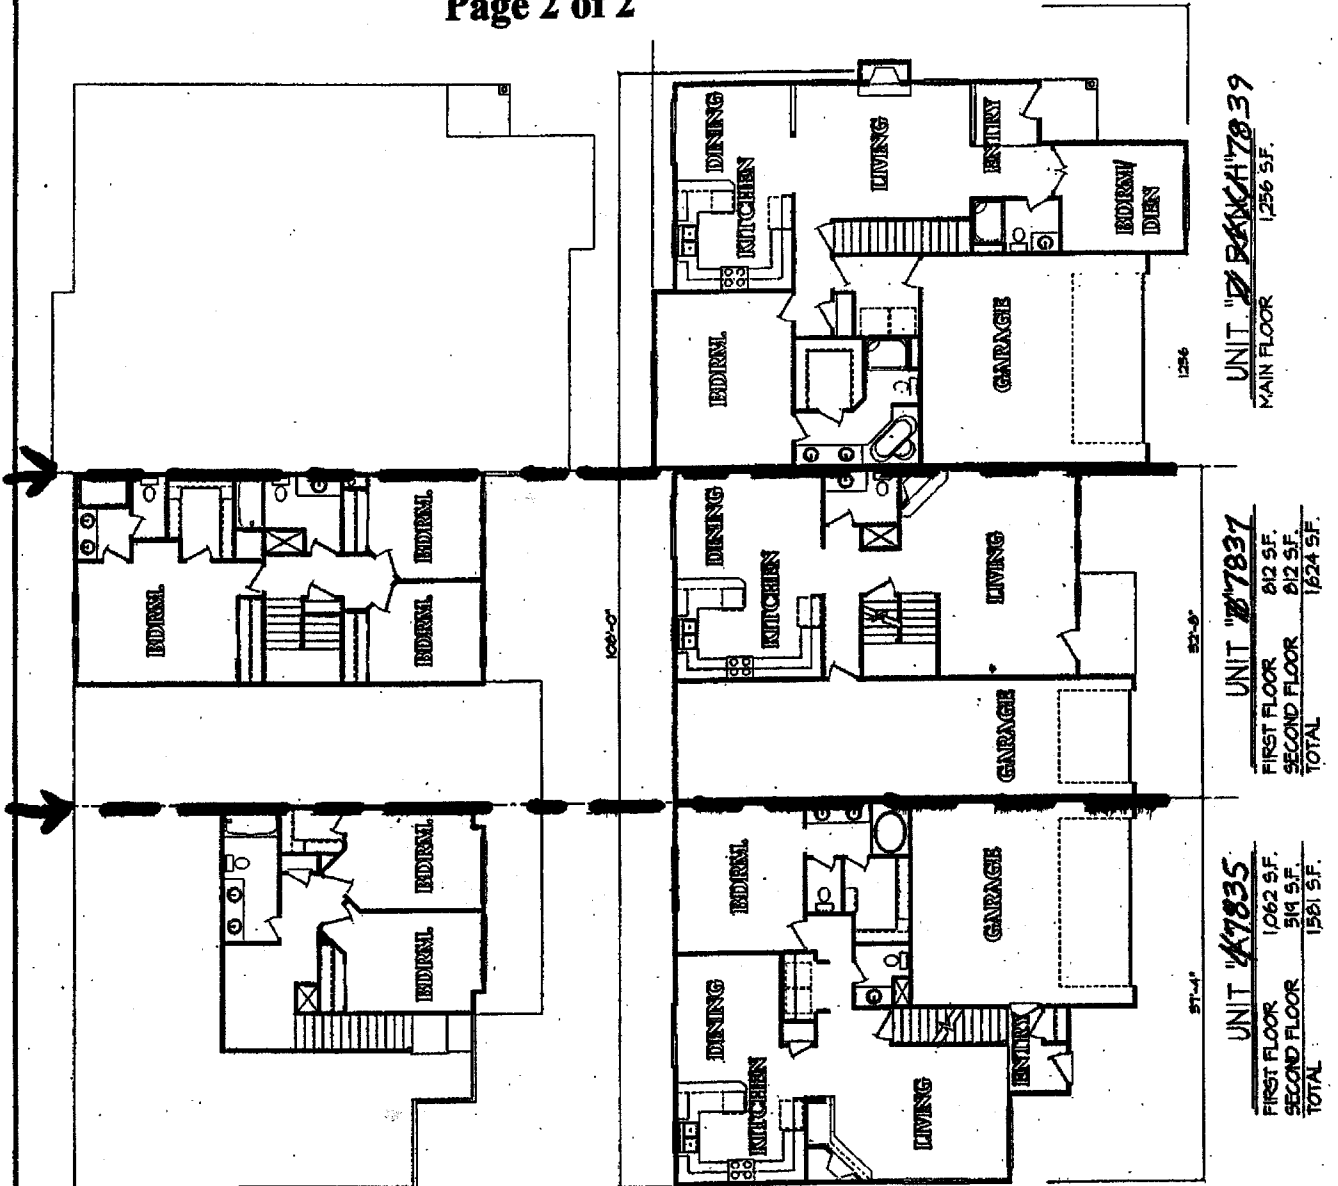 Page 2 of 2
DINING
KITCHEN
LIVING
ENTRY
BDRM/
DEN
BDRM.
GARAGE
1256
UNIT "D RANCH" 7839
MAIN FLOOR 1,256 S.F.
BDRM.
BDRM.
BDRM.
108'-0"
DINING
KITCHEN
LIVING
GARAGE
32'-8"
UNIT "B" 7837
FIRST FLOOR 812 S.F.
SECOND FLOOR 812 S.F.
TOTAL 1,624 S.F.
BDRM.
BDRM.
BDRM.
DINING
KITCHEN
LIVING
ENTRY
GARAGE
37'-4"
UNIT "A" 7835
FIRST FLOOR 1,062 S.F.
SECOND FLOOR 519 S.F.
TOTAL 1,581 S.F.